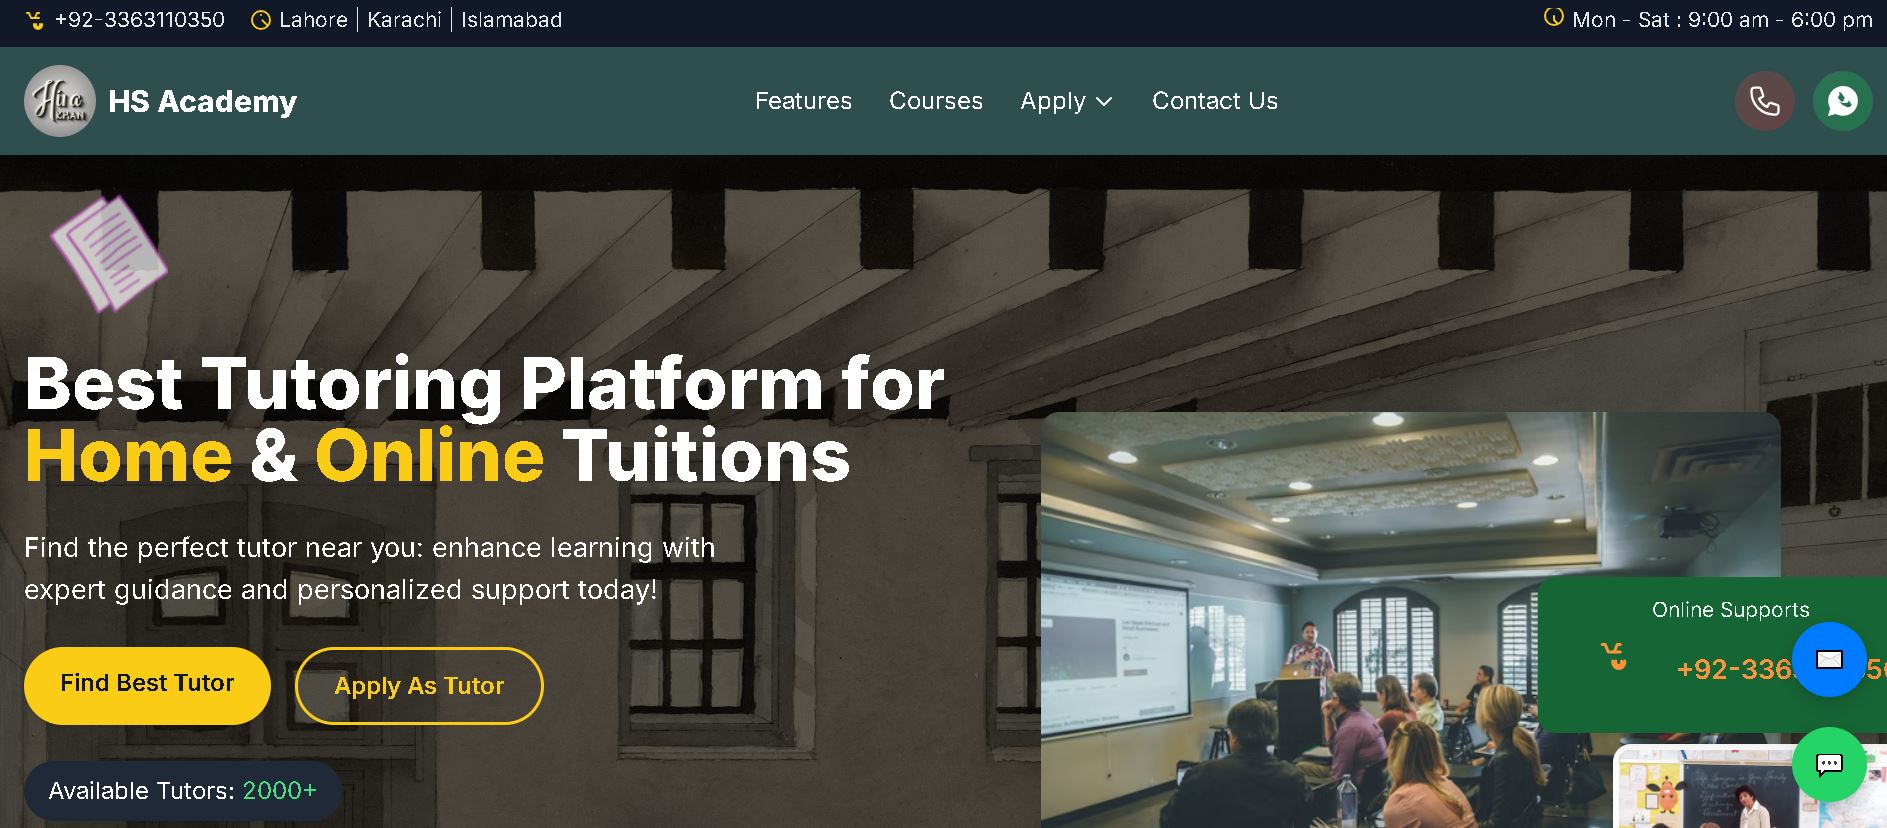 +92-3363110350
Lahore | Karachi | Islamabad
Mon - Sat : 9:00 am - 6:00 pm
Hira
KHAN
HS Academy
Features
Courses
Apply
Contact Us
Best Tutoring Platform for
Home & Online Tuitions
Find the perfect tutor near you: enhance learning with
expert guidance and personalized support today!
Find Best Tutor
Apply As Tutor
Available Tutors: 2000+
Online Supports
+92-336